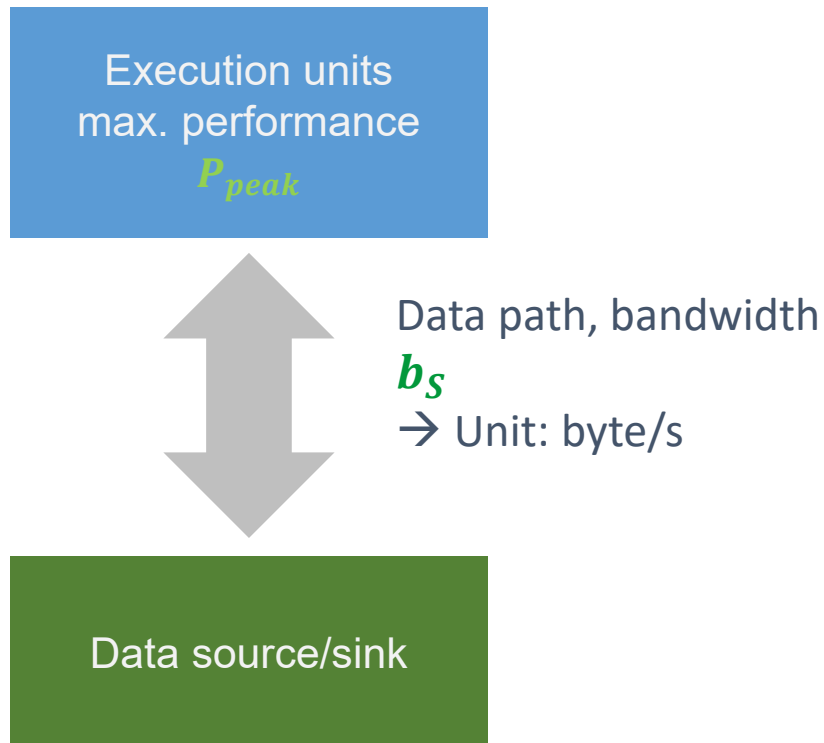 Execution units
max. performance
P_peak
Data path, bandwidth
b_S
→ Unit: byte/s
Data source/sink